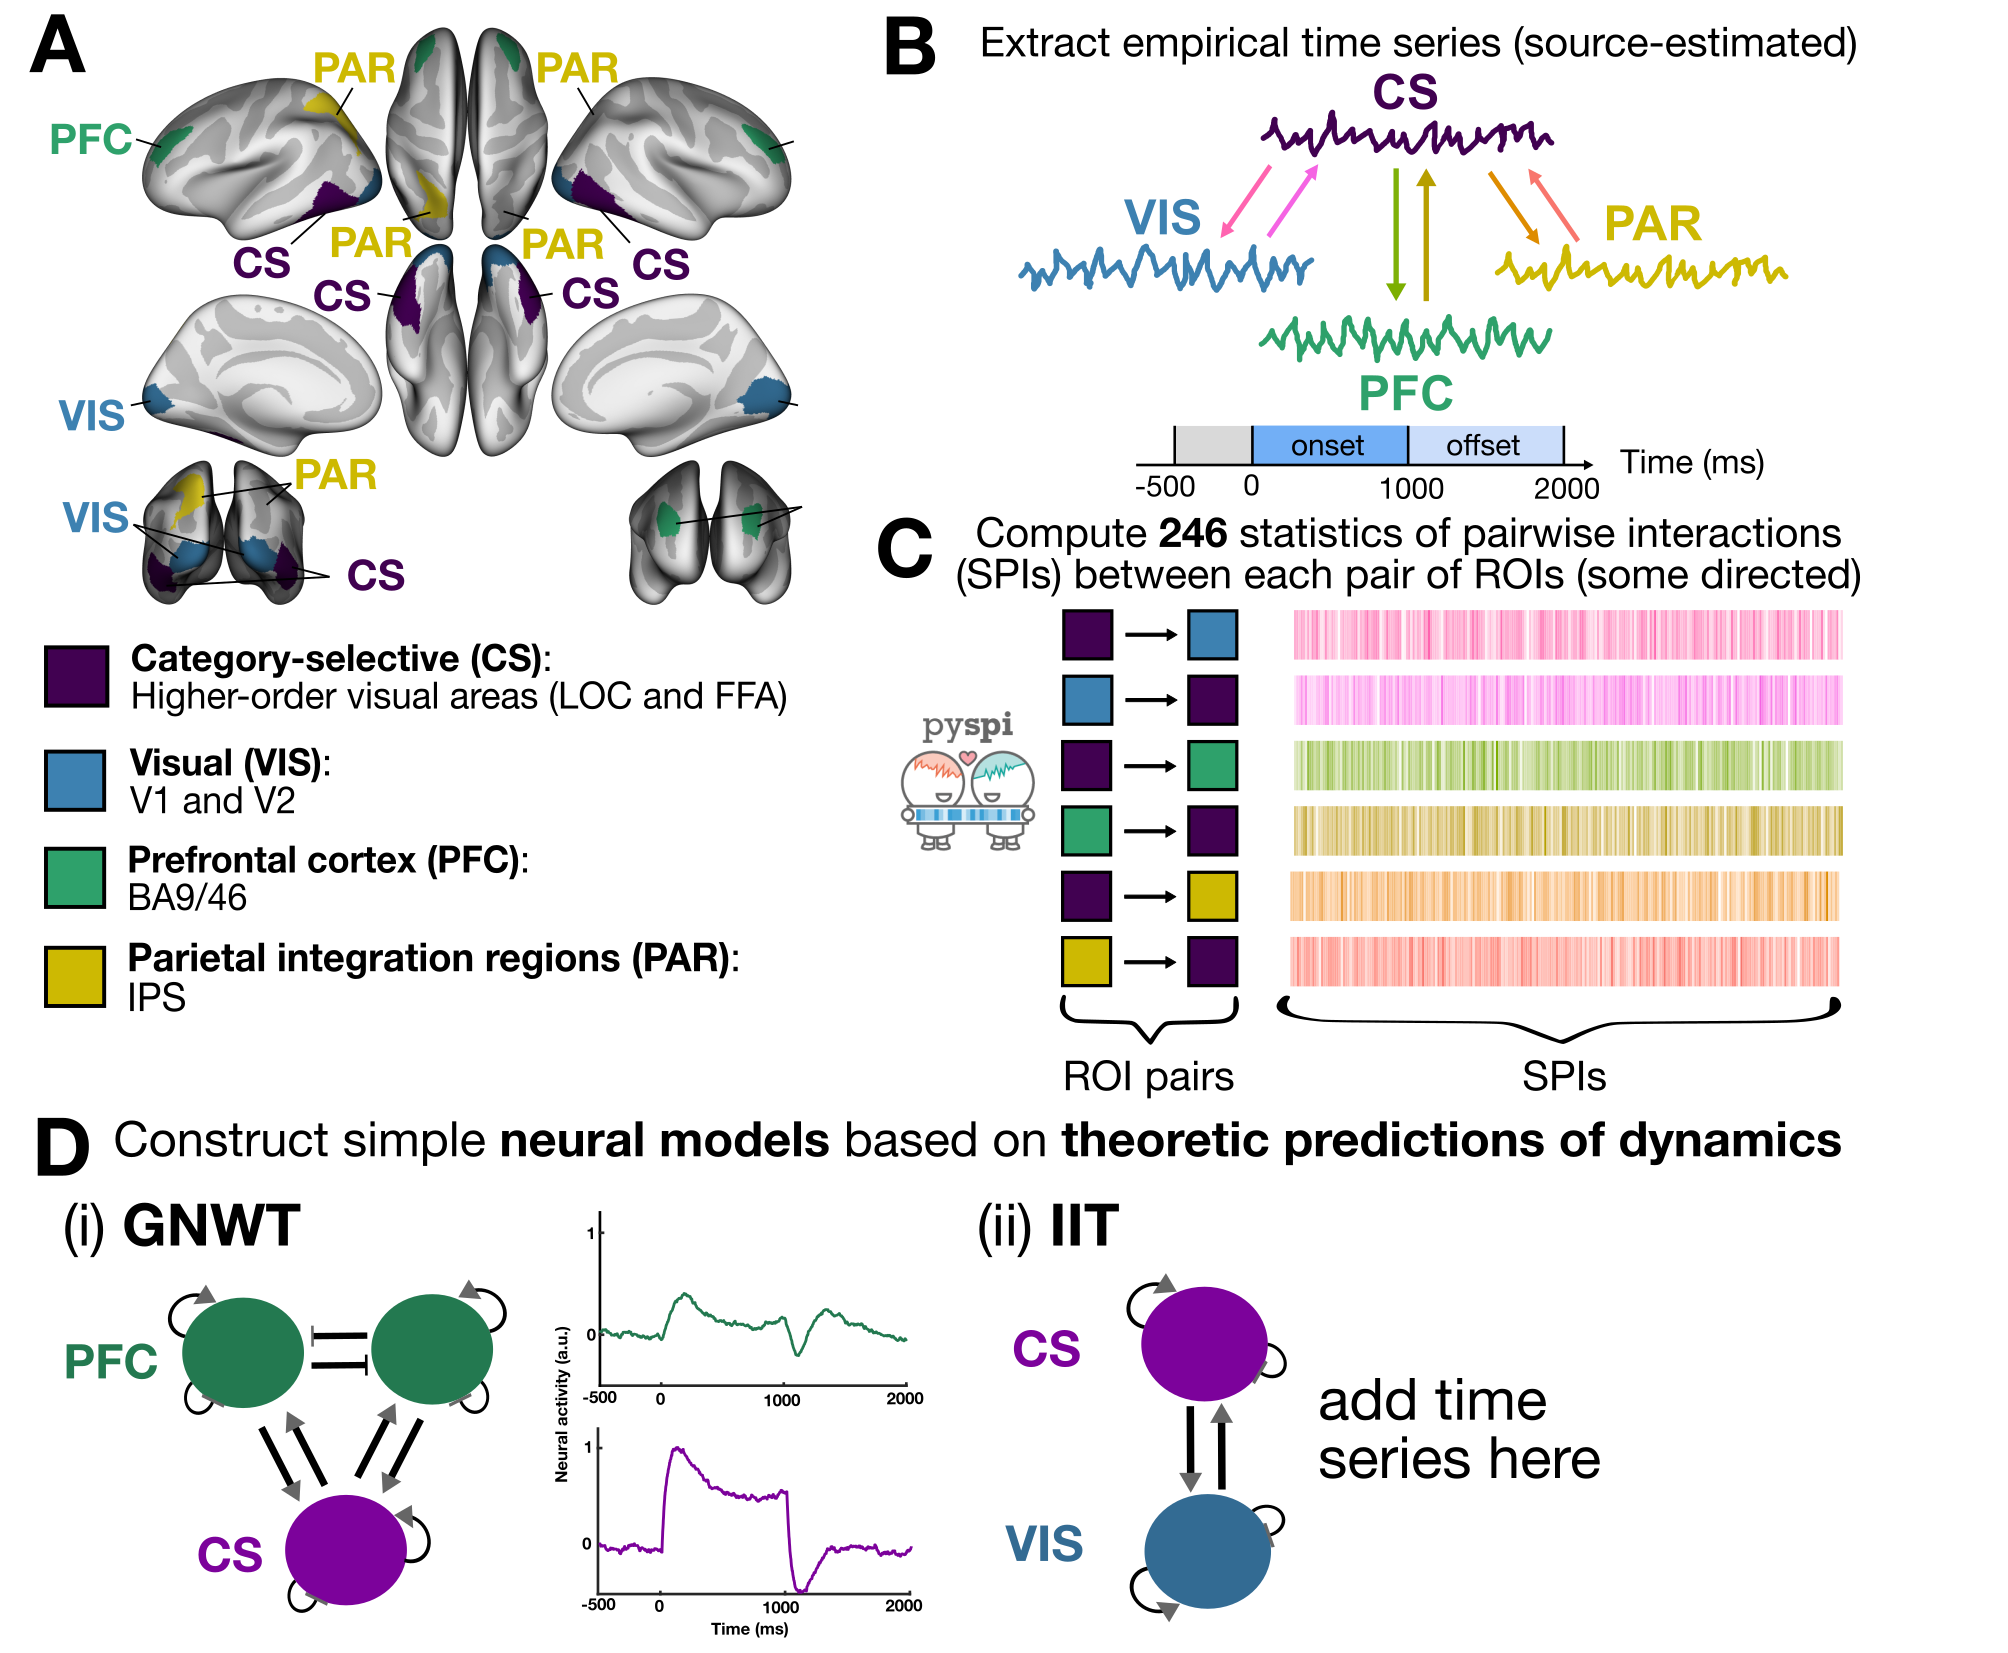 A
PAR
PAR
PFC
PAR
PAR
CS
CS
CS
CS
VIS
PAR
VIS
CS
Category-selective (CS):
Higher-order visual areas (LOC and FFA)
Visual (VIS):
V1 and V2
Prefrontal cortex (PFC):
BA9/46
Parietal integration regions (PAR):
IPS
B
Extract empirical time series (source-estimated)
CS
VIS
PAR
PFC
onset
offset
Time (ms)
-500
0
1000
2000
C
Compute 246 statistics of pairwise interactions
(SPIs) between each pair of ROIs (some directed)
pyspi
ROI pairs
SPIs
D
Construct simple neural models based on theoretic predictions of dynamics
(i) GNWT
PFC
CS
Neural activity (a.u.)
1
0
-500
0
1000
2000
1
0
-500
0
1000
2000
Time (ms)
(ii) IIT
CS
VIS
add time
series here